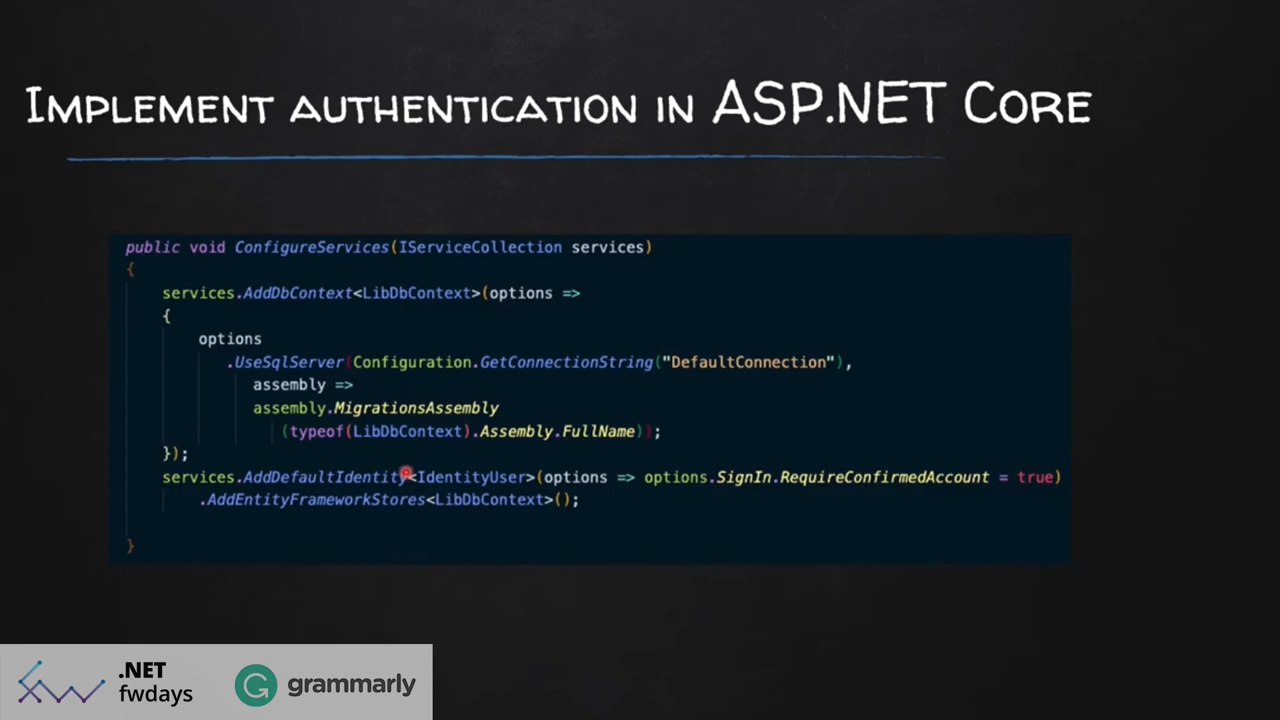 IMPLEMENT AUTHENTICATION IN ASP.NET CORE
public void ConfigureServices(IServiceCollection services)
{
services.AddDbContext<LibDbContext>(options =>
{
options
.UseSqlServer(Configuration.GetConnectionString("DefaultConnection"),
assembly =>
assembly.MigrationsAssembly
(typeof(LibDbContext).Assembly.FullName));
});
services.AddDefaultIdentity<IdentityUser>(options => options.SignIn.RequireConfirmedAccount = true)
.AddEntityFrameworkStores<LibDbContext>();
}
.NET
fwdays
grammarly